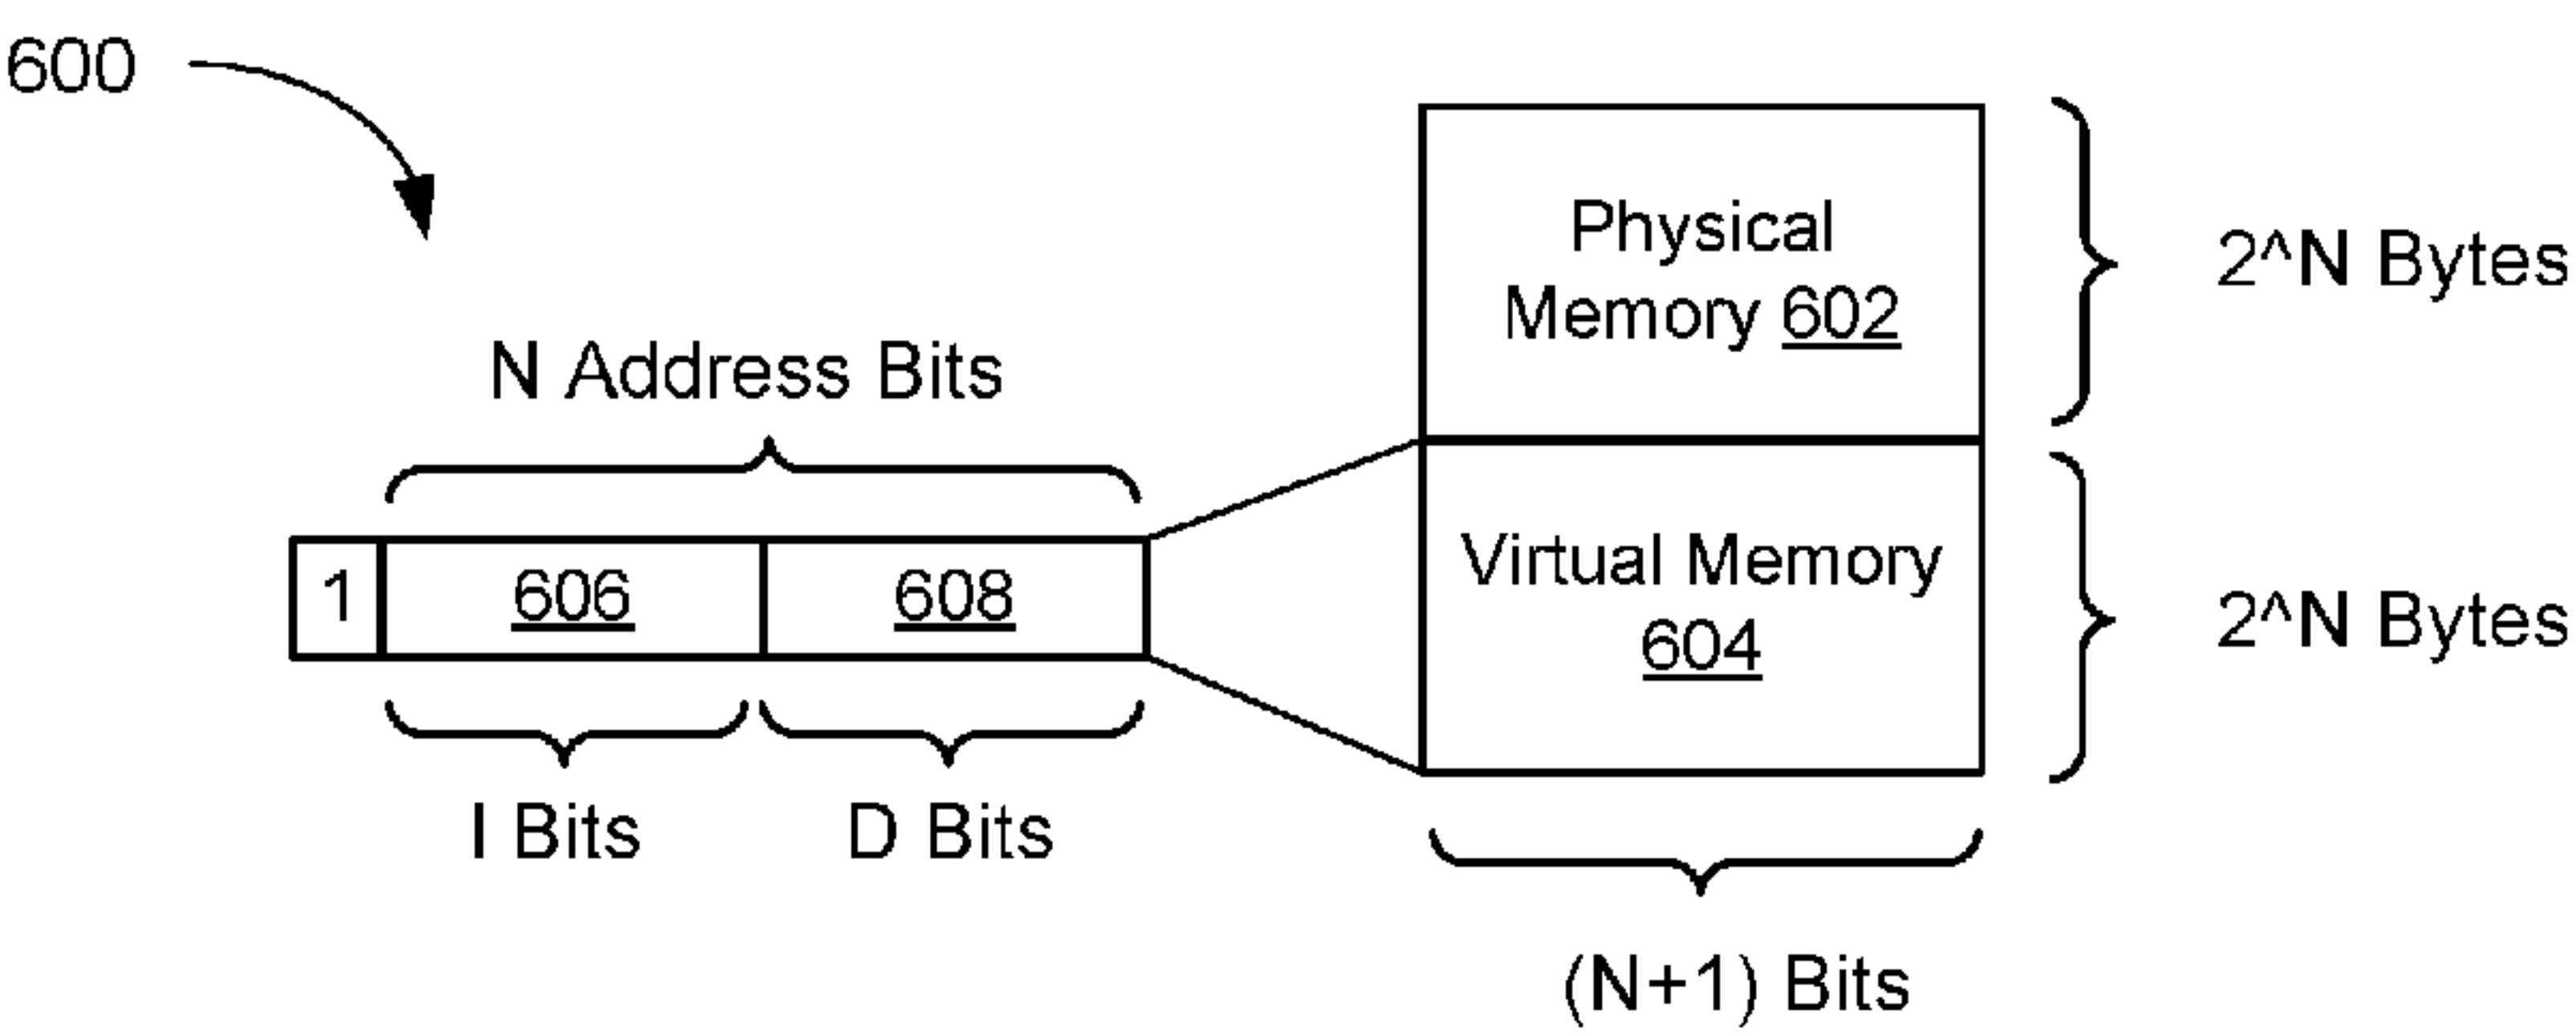 600
Physical
Memory 602
2^N Bytes
N Address Bits
1
606
608
Virtual Memory
604
2^N Bytes
I Bits
D Bits
(N+1) Bits